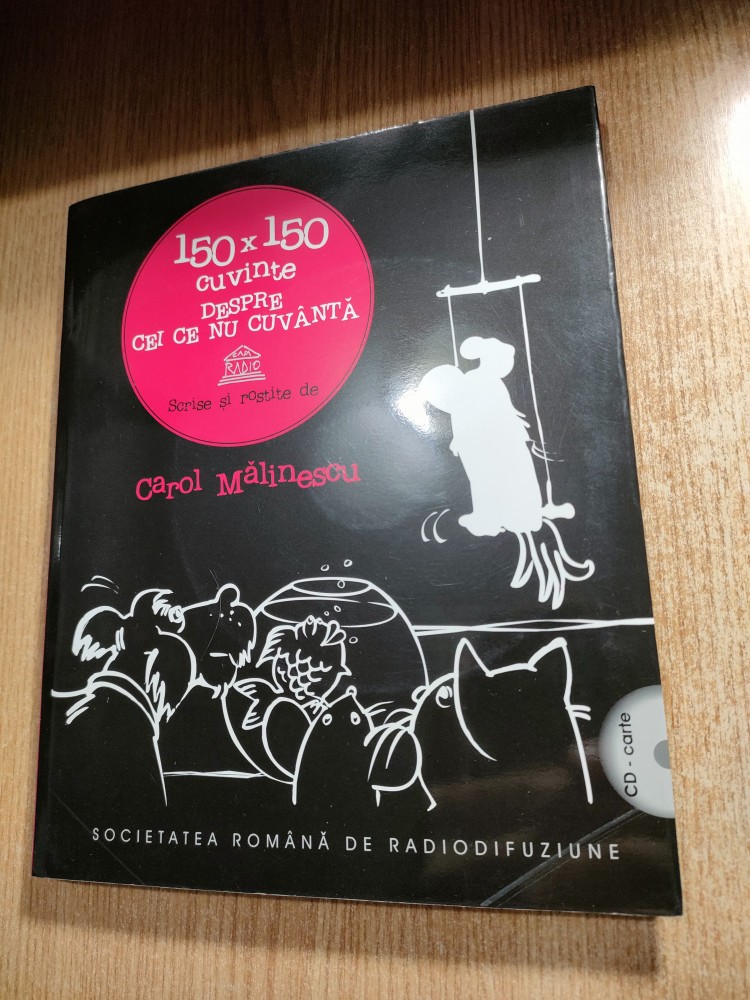 150 x 150
cuvinte
DESPRE
CEI CE NU CUVÂNTĂ
RADIO
Scrise și rostite de
Carol Mălinescu
CD - carte
SOCIETATEA ROMÂNĂ DE RADIODIFUZIUNE